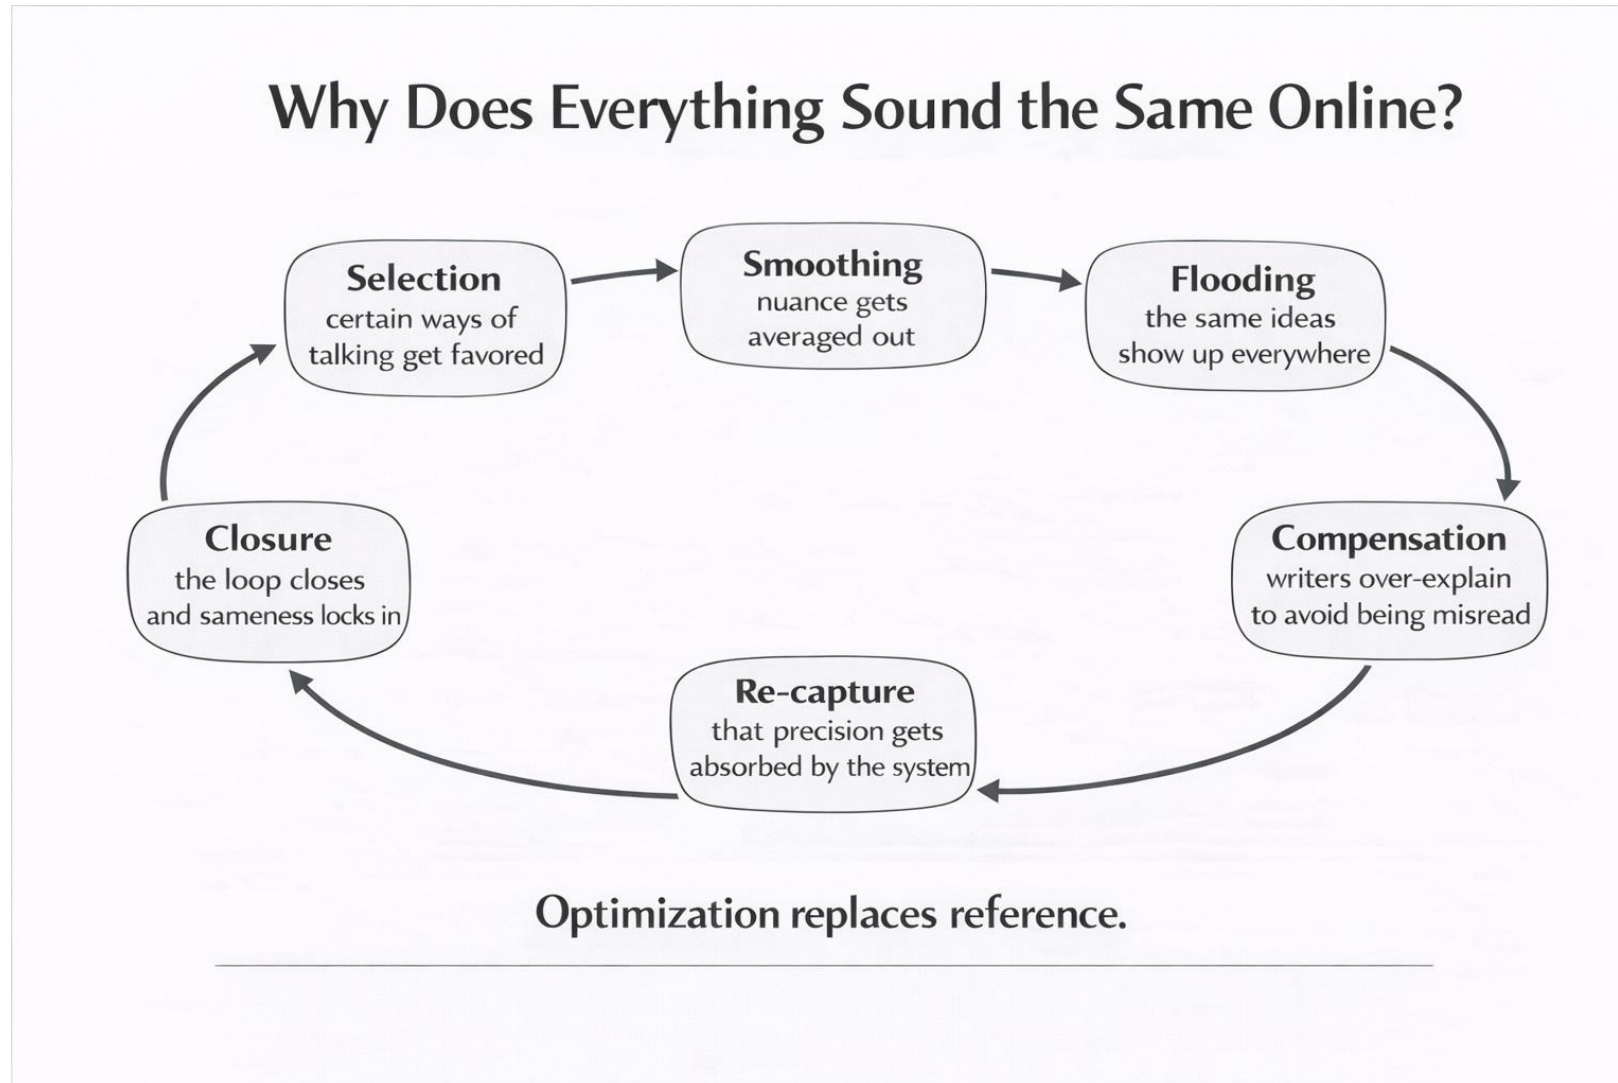 Why Does Everything Sound the Same Online?
Selection
certain ways of
talking get favored
Smoothing
nuance gets
averaged out
Flooding
the same ideas
show up everywhere
Compensation
writers over-explain
to avoid being misread
Re-capture
that precision gets
absorbed by the system
Closure
the loop closes
and sameness locks in
Optimization replaces reference.